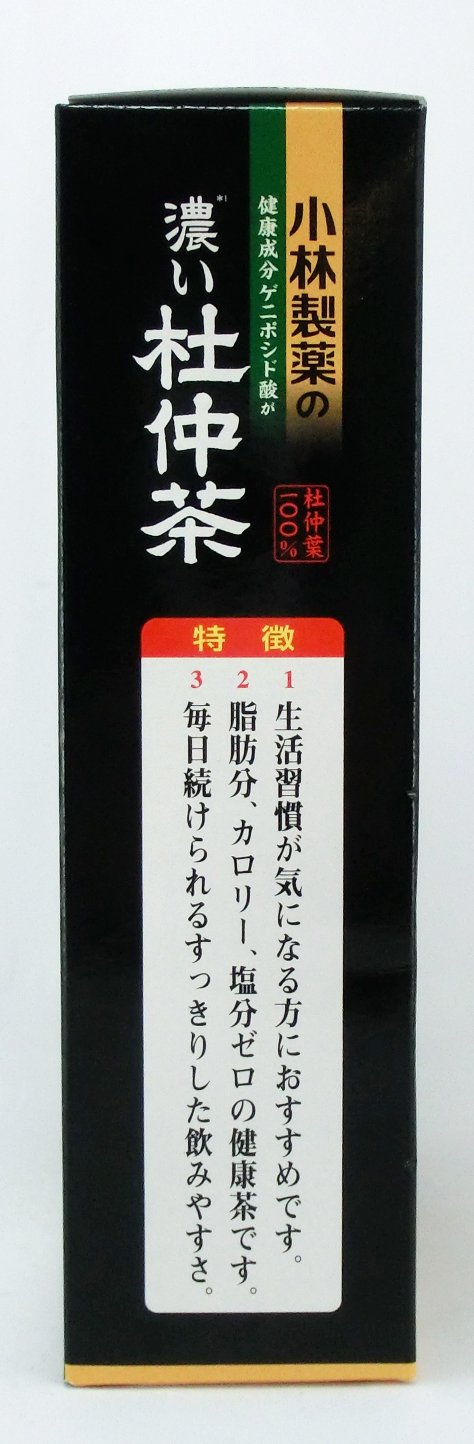 小林製薬の
健康成分ゲニポシド酸が
濃い※1
杜仲茶
杜仲葉
100%
特徴
1 生活習慣が気になる方におすすめです。
2 脂肪分、カロリー、塩分ゼロの健康茶です。
3 毎日続けられるすっきりした飲みやすさ。